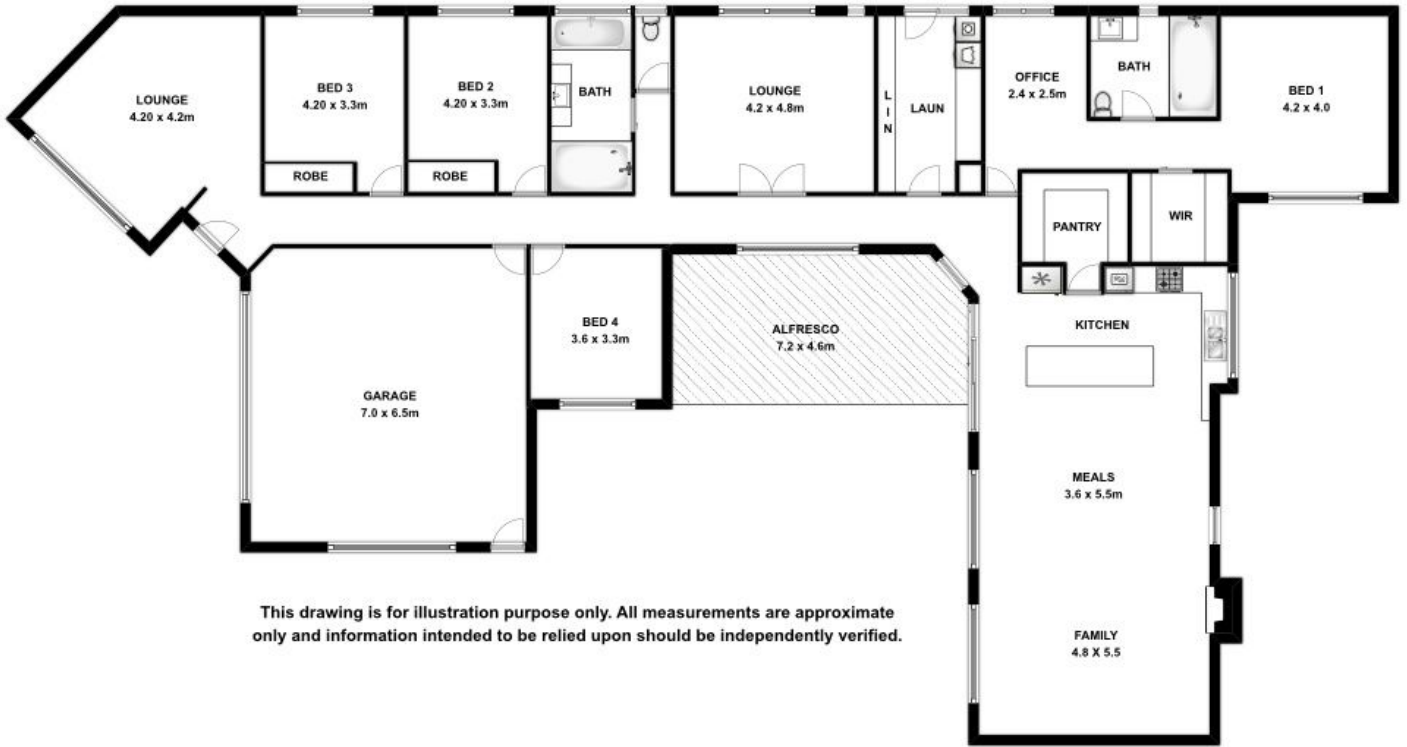 LOUNGE
4.20 x 4.2m
BED 3
4.20 x 3.3m
ROBE
BED 2
4.20 x 3.3m
ROBE
BATH
LOUNGE
4.2 x 4.8m
LIN
LAUN
OFFICE
2.4 x 2.5m
BATH
BED 1
4.2 x 4.0
PANTRY
WIR
GARAGE
7.0 x 6.5m
BED 4
3.6 x 3.3m
ALFRESCO
7.2 x 4.6m
KITCHEN
MEALS
3.6 x 5.5m
FAMILY
4.8 X 5.5
This drawing is for illustration purpose only. All measurements are approximate
only and information intended to be relied upon should be independently verified.